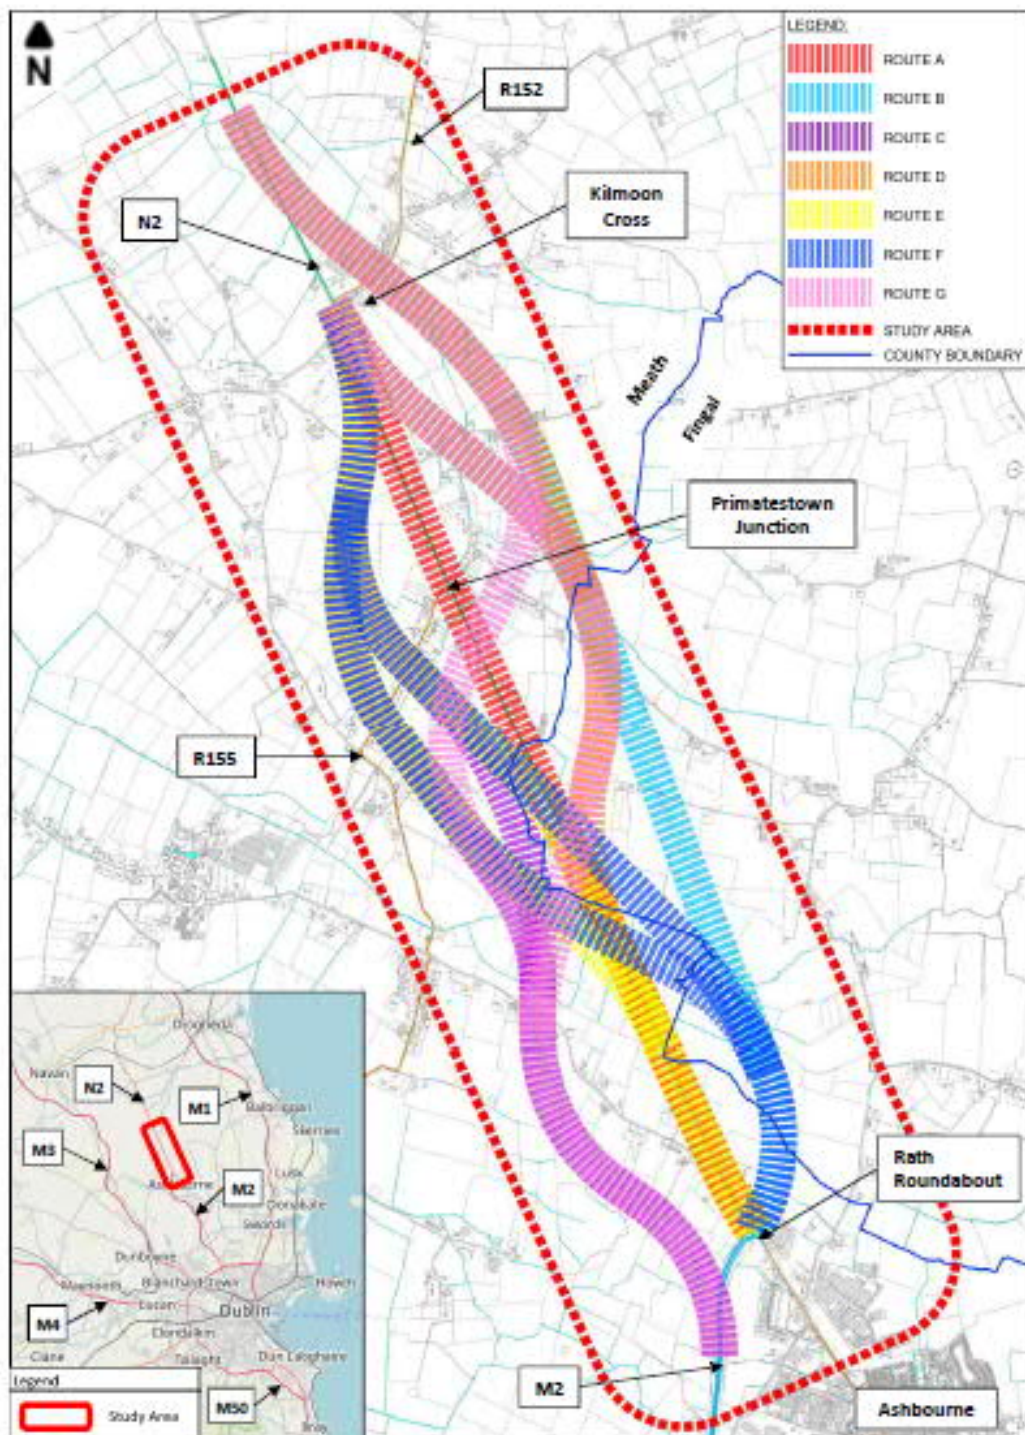 N
R152
N2
Kilmoon
Cross
LEGEND:
ROUTE A
ROUTE B
ROUTE C
ROUTE D
ROUTE E
ROUTE F
ROUTE G
STUDY AREA
COUNTY BOUNDARY
Meath
Fingal
Primatestown
Junction
R155
Rath
Roundabout
M2
Ashbourne
Drogheda
Navan
N2
M1
Balbriggan
Skerries
M3
Lusk
Ashbourne
M2
Donabate
Swords
Dunboyne
Maynooth
Blanchardstown
Howth
Lucan
Dublin
M4
Clondalkin
Clane
Tallaght
Dun Laoghaire
M50
Bray
Legend
Study Area